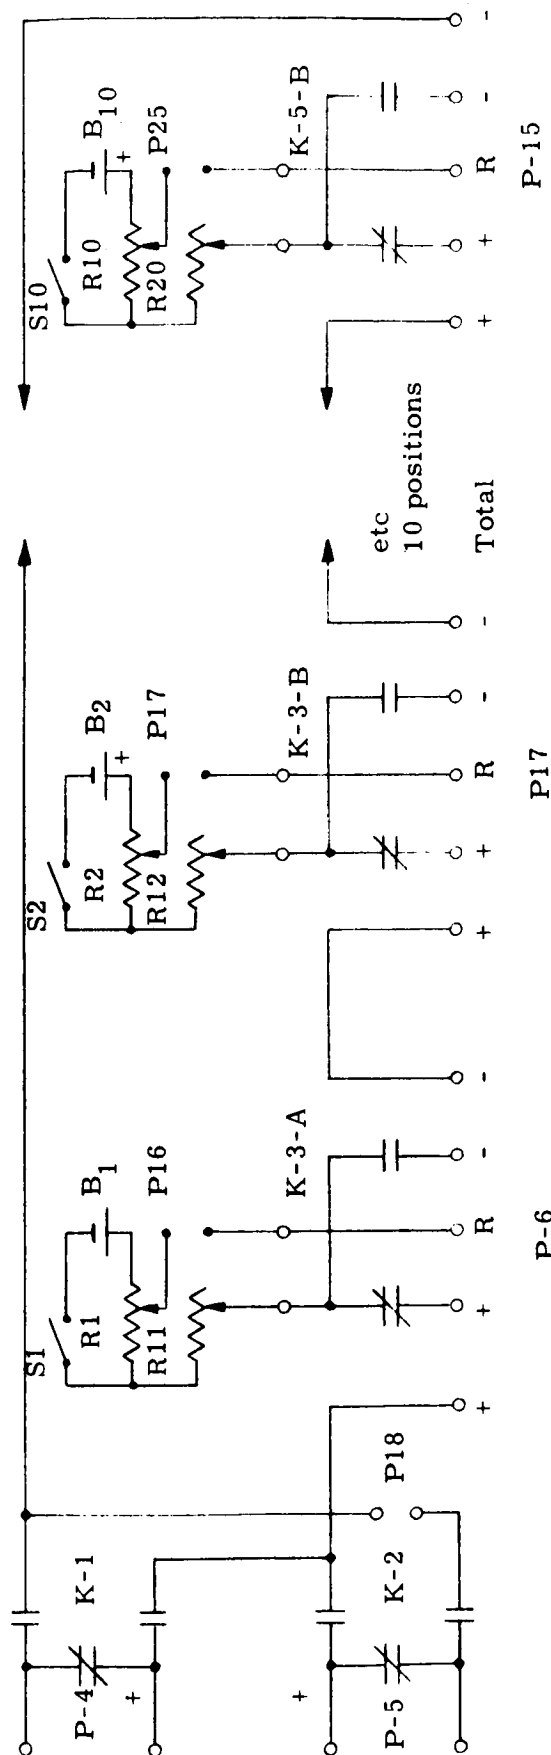 P-4
+
K-1
+
P-5
K-2
P18
S1
R1
R11
B1
P16
K-3-A
+ + R - -
P-6
S2
R2
R12
B2
+
P17
K-3-B
+ + R - -
P17
etc
10 positions
Total
S10
R10
R20
B10
+
P25
K-5-B
+ + R - -
P-15